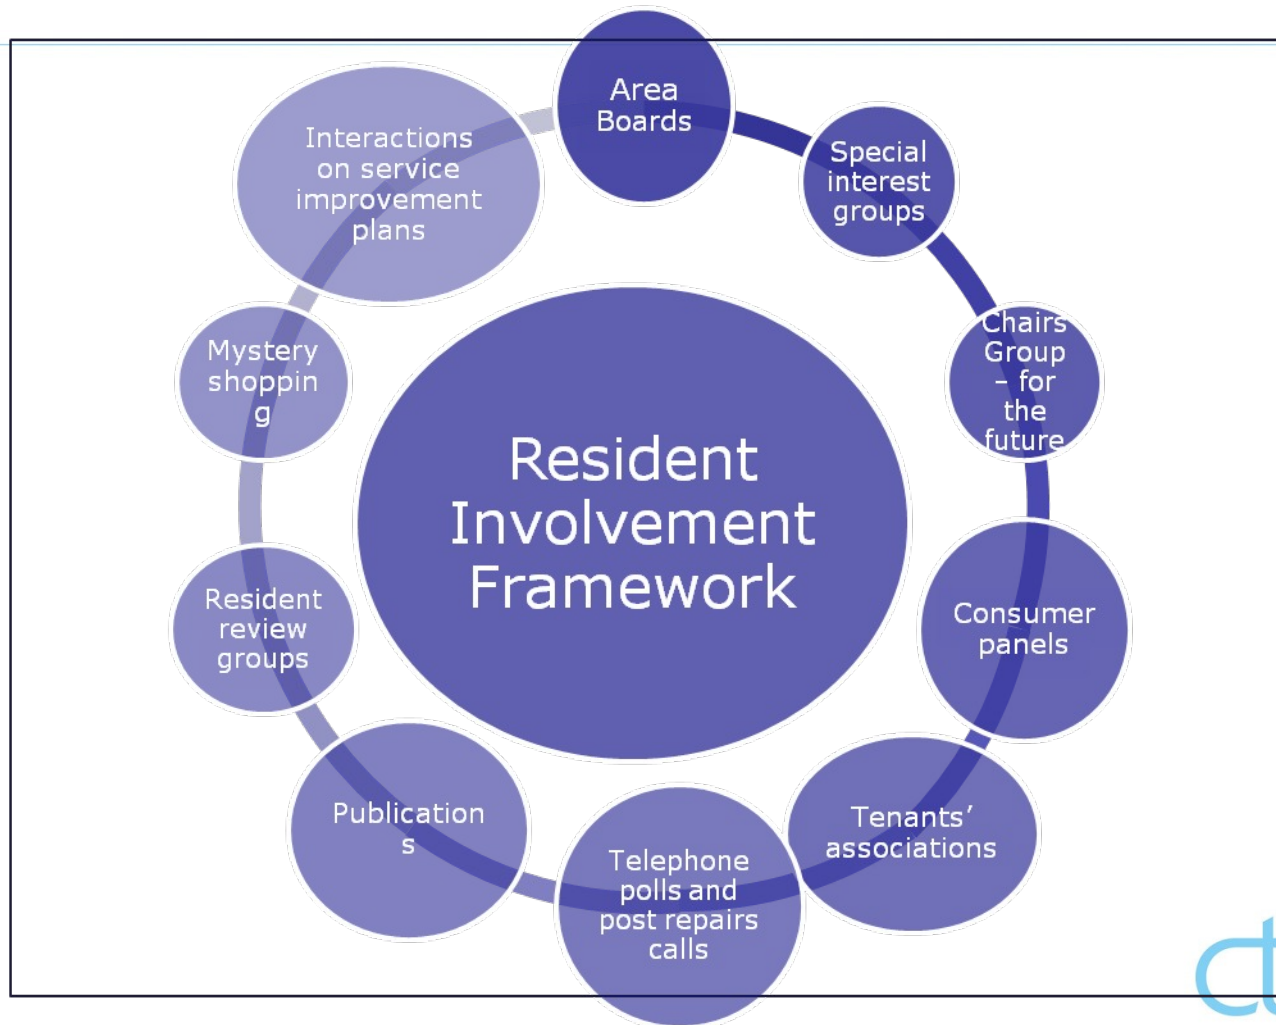 Area
Boards
Special
interest
groups
Chairs
Group
– for
the
future
Consumer
panels
Tenants’
associations
Telephone
polls and
post repairs
calls
Publication
s
Resident
review
groups
Mystery
shoppin
g
Interactions
on service
improvement
plans
Resident
Involvement
Framework